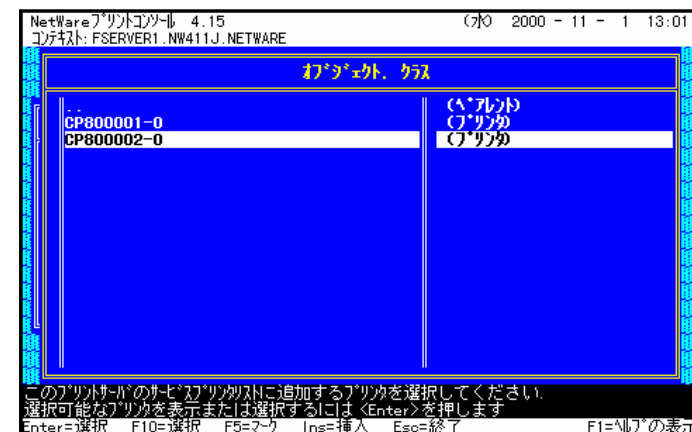 NetWareプリントコンソール 4.15 (水) 2000 - 11 - 1 13:01
コンテキスト: FSERVER1.NW411J.NETWARE
オブジェクト. クラス
.. (ペアレント)
CP800001-0 (プリンタ)
CP800002-0 (プリンタ)
このプリントサーバのサービスプリンタリストに追加するプリンタを選択してください.
選択可能なプリンタを表示または選択するには <Enter>を押します
Enter=選択 F10=選択 F5=マーク Ins=挿入 Esc=終了 F1=ヘルプの表示